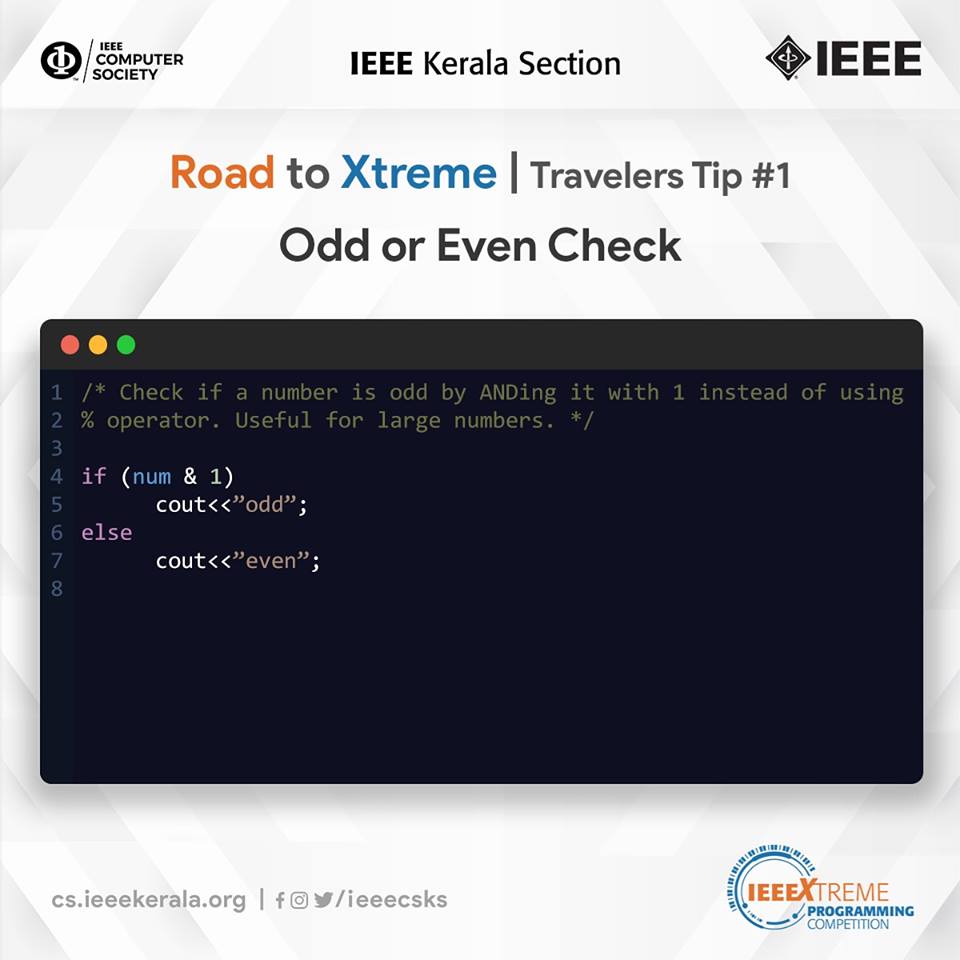 IEEE
COMPUTER
SOCIETY
IEEE Kerala Section
IEEE
Road to Xtreme | Travelers Tip #1
Odd or Even Check
1 /* Check if a number is odd by ANDing it with 1 instead of using
2 % operator. Useful for large numbers. */
3
4 if (num & 1)
5 cout<<”odd”;
6 else
7 cout<<”even”;
8
cs.ieeekerala.org | /ieeecsks
IEEEXTREME
PROGRAMMING
COMPETITION